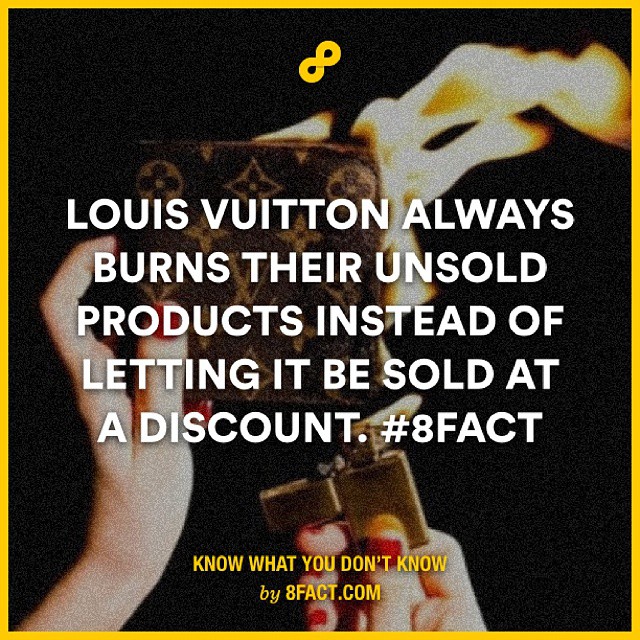 LOUIS VUITTON ALWAYS
BURNS THEIR UNSOLD
PRODUCTS INSTEAD OF
LETTING IT BE SOLD AT
A DISCOUNT. #8FACT
KNOW WHAT YOU DON'T KNOW
by 8FACT.COM